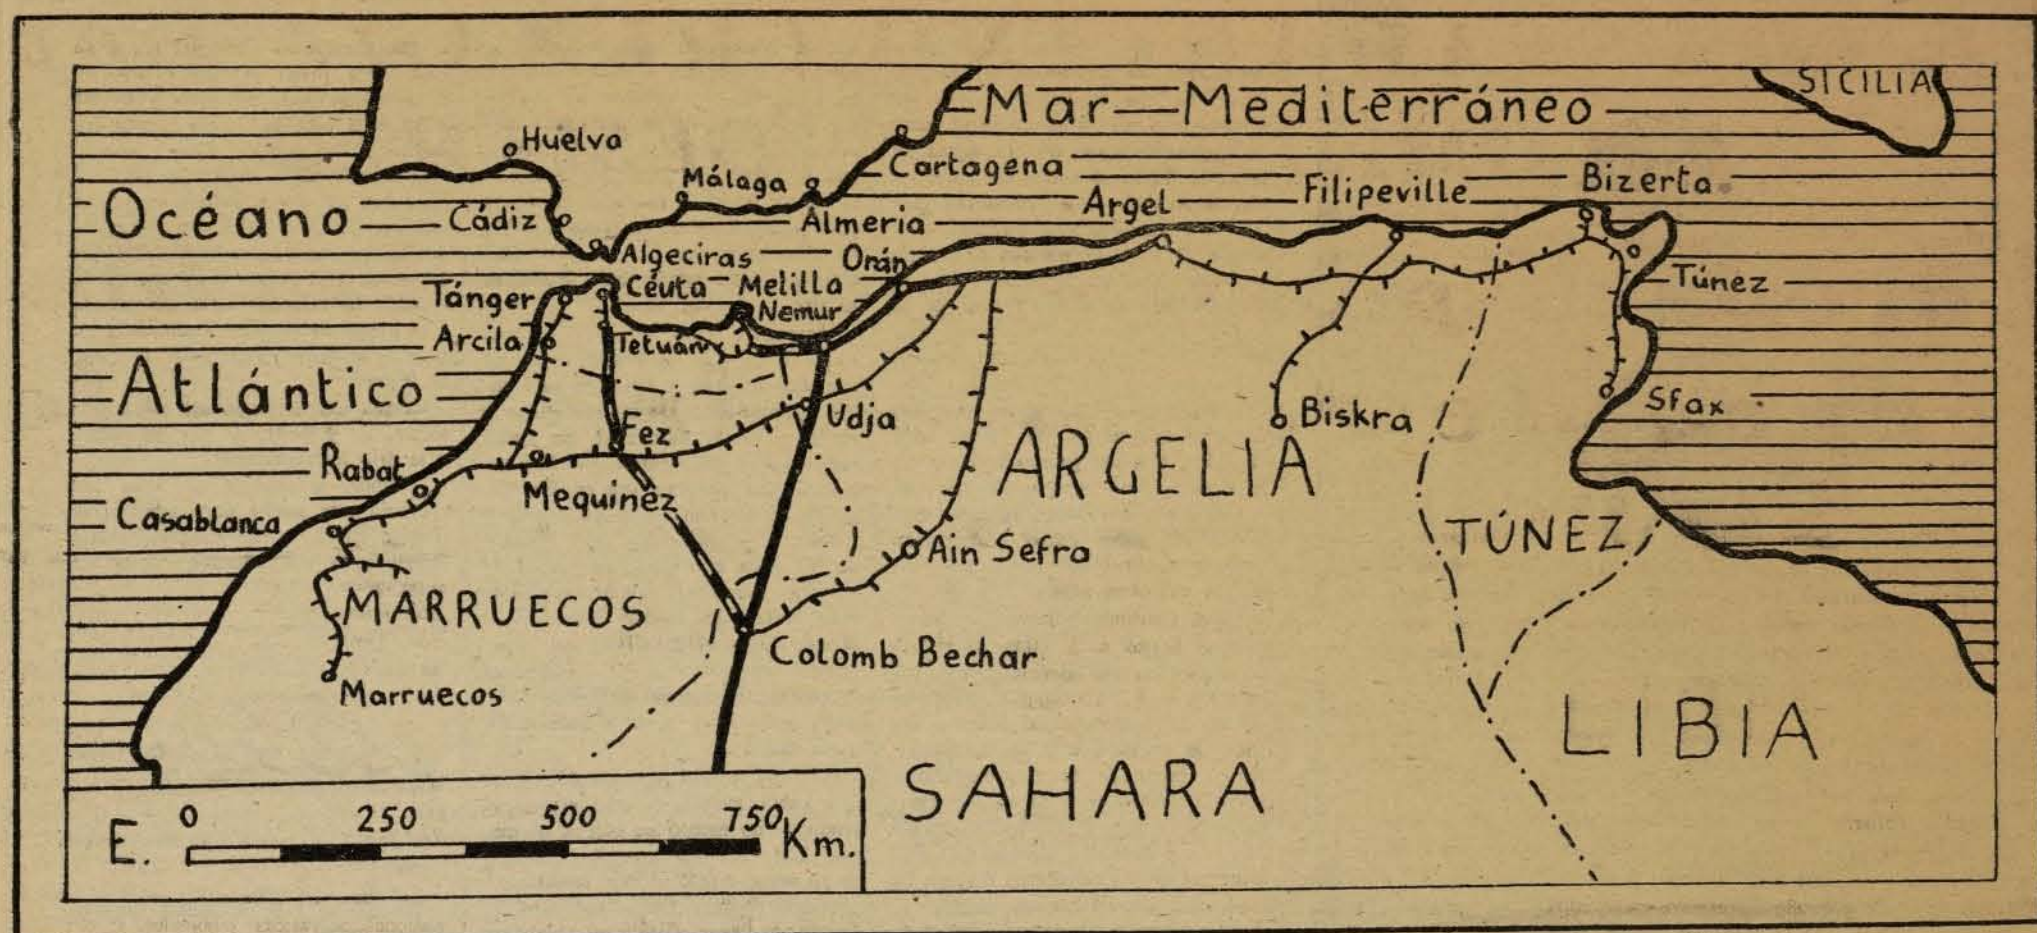 SICILIA
Mar Mediterráneo
Huelva
Cartagena
Málaga
Filipeville
Bizerta
Océano
Cádiz
Almeria
Argel
Algeciras
Orán
Túnez
Tánger
Céuta
Melilla
Nemur
Arcila
Tetuán
Atlántico
Sfax
Udja
Biskra
Fez
Rabat
ARGELIA
Mequinez
Casablanca
TÚNEZ
Ain Sefra
MARRUECOS
Colomb Bechar
Marruecos
LIBIA
SAHARA
0 250 500 750
E. Km.